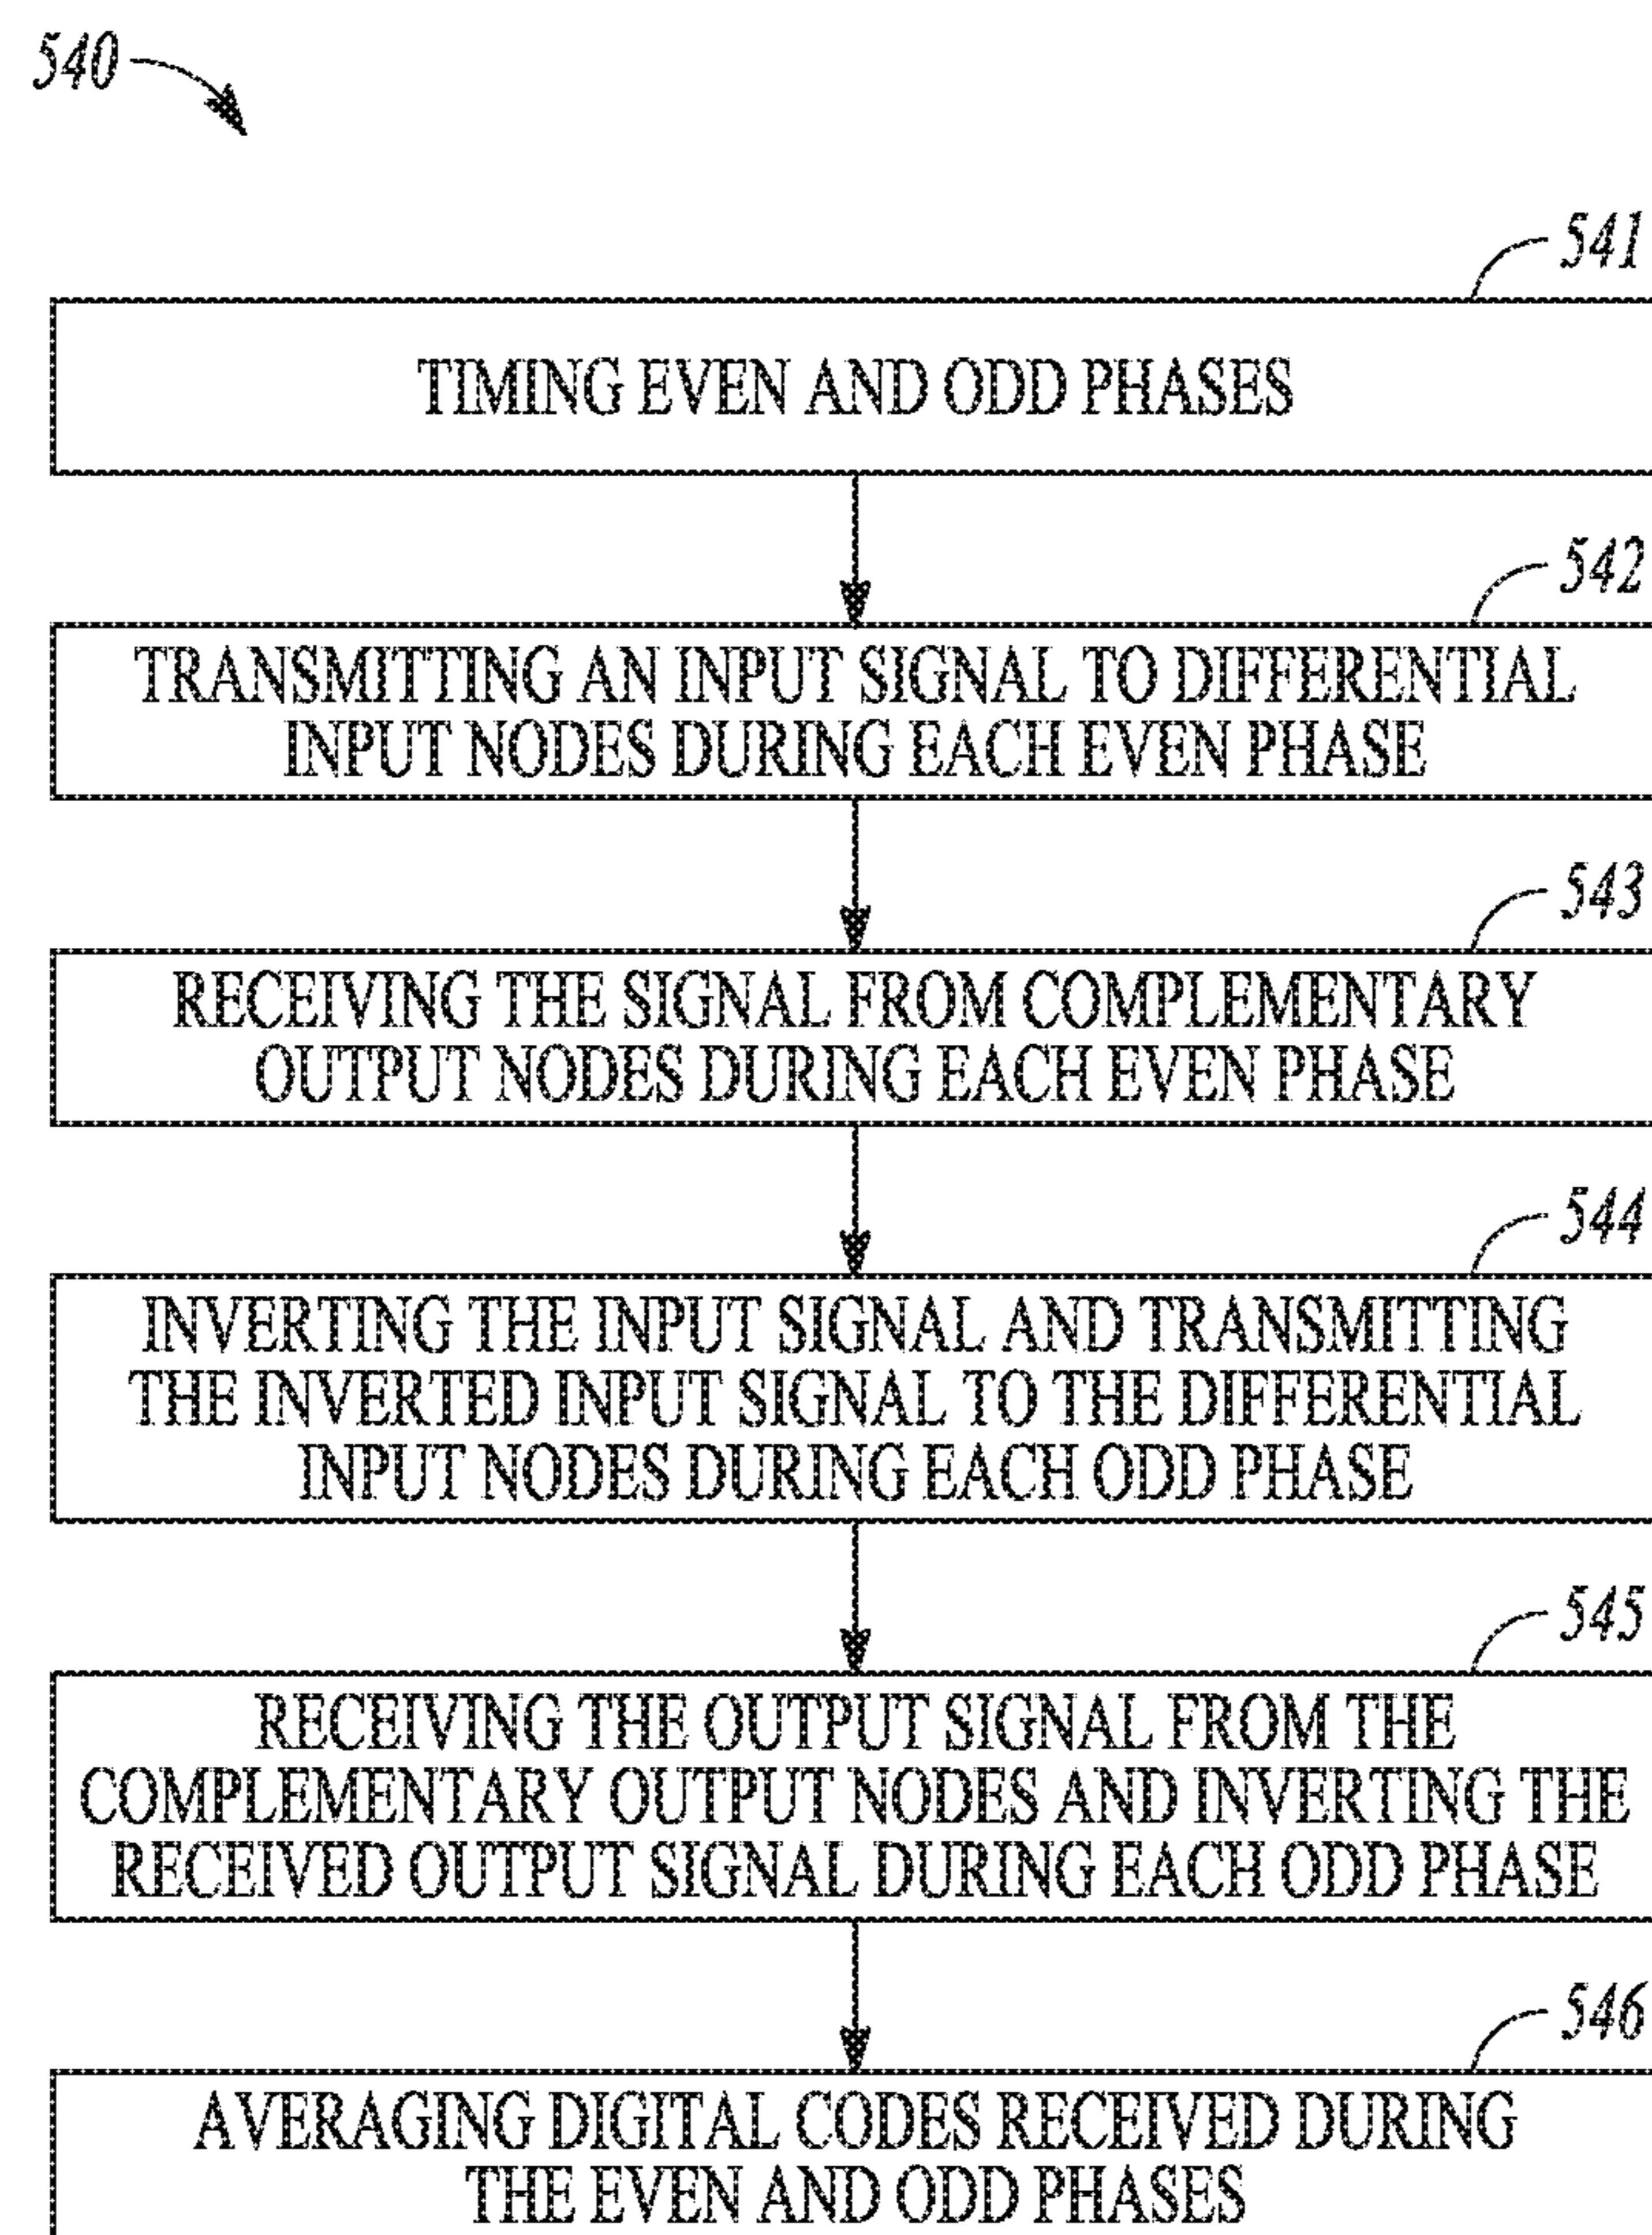 540
541
TIMING EVEN AND ODD PHASES
542
TRANSMITTING AN INPUT SIGNAL TO DIFFERENTIAL
INPUT NODES DURING EACH EVEN PHASE
543
RECEIVING THE SIGNAL FROM COMPLEMENTARY
OUTPUT NODES DURING EACH EVEN PHASE
544
INVERTING THE INPUT SIGNAL AND TRANSMITTING
THE INVERTED INPUT SIGNAL TO THE DIFFERENTIAL
INPUT NODES DURING EACH ODD PHASE
545
RECEIVING THE OUTPUT SIGNAL FROM THE
COMPLEMENTARY OUTPUT NODES AND INVERTING THE
RECEIVED OUTPUT SIGNAL DURING EACH ODD PHASE
546
AVERAGING DIGITAL CODES RECEIVED DURING
THE EVEN AND ODD PHASES